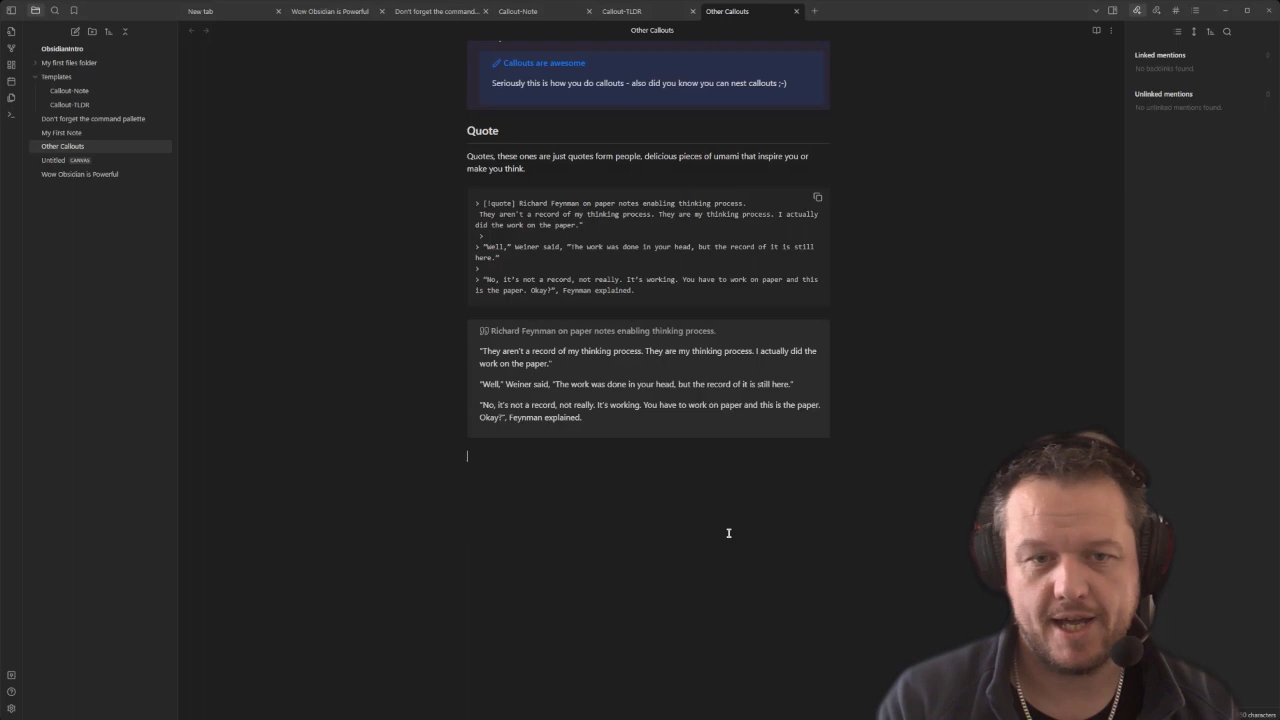 New tab
Wow Obsidian is Powerful
Don't forget the command...
Callout-Note
Callout-TLDR
Other Callouts
Other Callouts
ObsidianIntro
My first files folder
Templates
Callout-Note
Callout-TLDR
Don't forget the command palette
My First Note
Other Callouts
Untitled CANVAS
Wow Obsidian is Powerful
Callouts are awesome
Seriously this is how you do callouts - also did you know you can nest callouts ;-)
Quote
Quotes, these ones are just quotes form people, delicious pieces of umami that inspire you or
make you think.
> [!quote] Richard Feynman on paper notes enabling thinking process.
They aren't a record of my thinking process. They are my thinking process. I actually
did the work on the paper."
>
> "Well," Weiner said, "The work was done in your head, but the record of it is still
here."
>
> "No, it's not a record, not really. It's working. You have to work on paper and this
is the paper. Okay?", Feynman explained.
Richard Feynman on paper notes enabling thinking process.
"They aren't a record of my thinking process. They are my thinking process. I actually did the
work on the paper."
"Well," Weiner said, "The work was done in your head, but the record of it is still here."
"No, it's not a record, not really. It's working. You have to work on paper and this is the paper.
Okay?", Feynman explained.
Linked mentions
No backlinks found.
Unlinked mentions
No unlinked mentions found.
characters